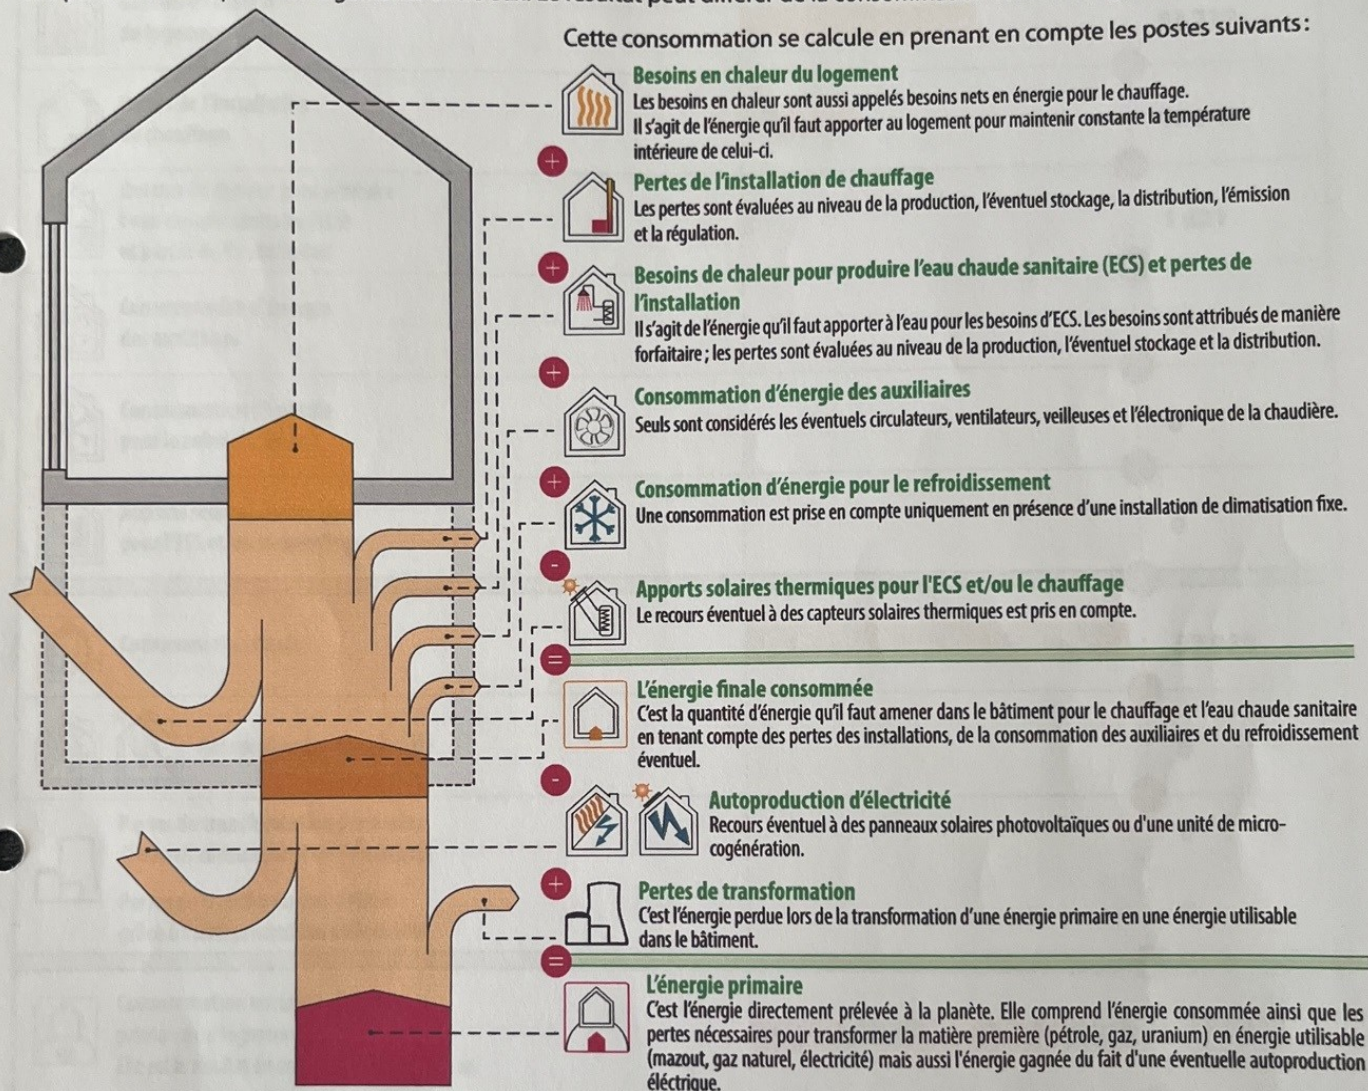 Cette consommation se calcule en prenant en compte les postes suivants :
Besoins en chaleur du logement
Les besoins en chaleur sont aussi appelés besoins nets en énergie pour le chauffage.
Il s'agit de l'énergie qu'il faut apporter au logement pour maintenir constante la température
intérieure de celui-ci.
+
Pertes de l'installation de chauffage
Les pertes sont évaluées au niveau de la production, l'éventuel stockage, la distribution, l'émission
et la régulation.
+
Besoins de chaleur pour produire l'eau chaude sanitaire (ECS) et pertes de
l'installation
Il s'agit de l'énergie qu'il faut apporter à l'eau pour les besoins d'ECS. Les besoins sont attribués de manière
forfaitaire ; les pertes sont évaluées au niveau de la production, l'éventuel stockage et la distribution.
+
Consommation d'énergie des auxiliaires
Seuls sont considérés les éventuels circulateurs, ventilateurs, veilleuses et l'électronique de la chaudière.
+
Consommation d'énergie pour le refroidissement
Une consommation est prise en compte uniquement en présence d'une installation de climatisation fixe.
-
Apports solaires thermiques pour l'ECS et/ou le chauffage
Le recours éventuel à des capteurs solaires thermiques est pris en compte.
=
L'énergie finale consommée
C'est la quantité d'énergie qu'il faut amener dans le bâtiment pour le chauffage et l'eau chaude sanitaire
en tenant compte des pertes des installations, de la consommation des auxiliaires et du refroidissement
éventuel.
-
Autoproduction d'électricité
Recours éventuel à des panneaux solaires photovoltaïques ou d'une unité de micro-
cogénération.
+
Pertes de transformation
C'est l'énergie perdue lors de la transformation d'une énergie primaire en une énergie utilisable
dans le bâtiment.
=
L'énergie primaire
C'est l'énergie directement prélevée à la planète. Elle comprend l'énergie consommée ainsi que les
pertes nécessaires pour transformer la matière première (pétrole, gaz, uranium) en énergie utilisable
(mazout, gaz naturel, électricité) mais aussi l'énergie gagnée du fait d'une éventuelle autoproduction
éléctrique.